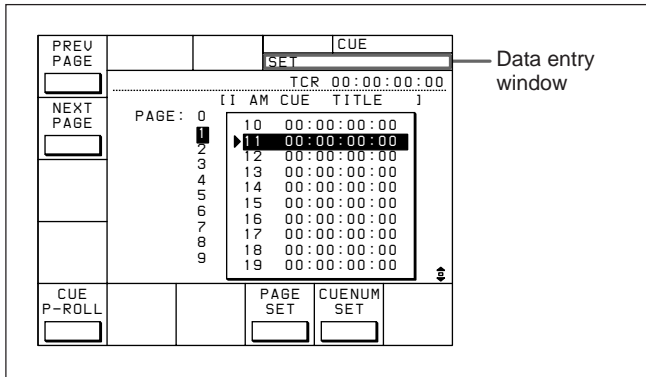 PREV
PAGE
CUE
SET
Data entry
window
TCR 00:00:00:00
NEXT
PAGE
[I AM CUE TITLE ]
PAGE: 0
1
2
3
4
5
6
7
8
9
10 00:00:00:00
11 00:00:00:00
12 00:00:00:00
13 00:00:00:00
14 00:00:00:00
15 00:00:00:00
16 00:00:00:00
17 00:00:00:00
18 00:00:00:00
19 00:00:00:00
CUE
P-ROLL
PAGE
SET
CUENUM
SET